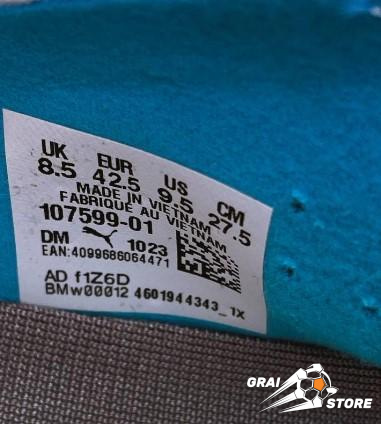 UK EUR US CM
8.5 42.5 9.5 27.5
MADE IN VIETNAM
FABRIQUE AU VIETNAM
107599-01
DM 1023
EAN:4099686064471
AD f1Z6D
BMw00012 4601944343_1X
GRAI
STORE